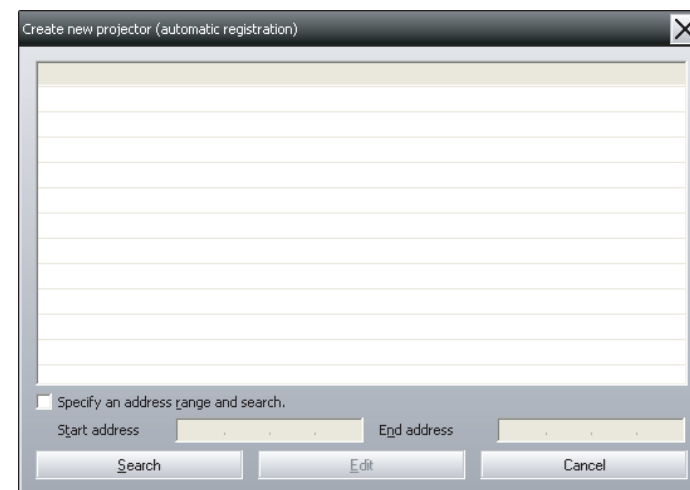 Create new projector (automatic registration)
Specify an address range and search.
Start address
End address
Search
Edit
Cancel